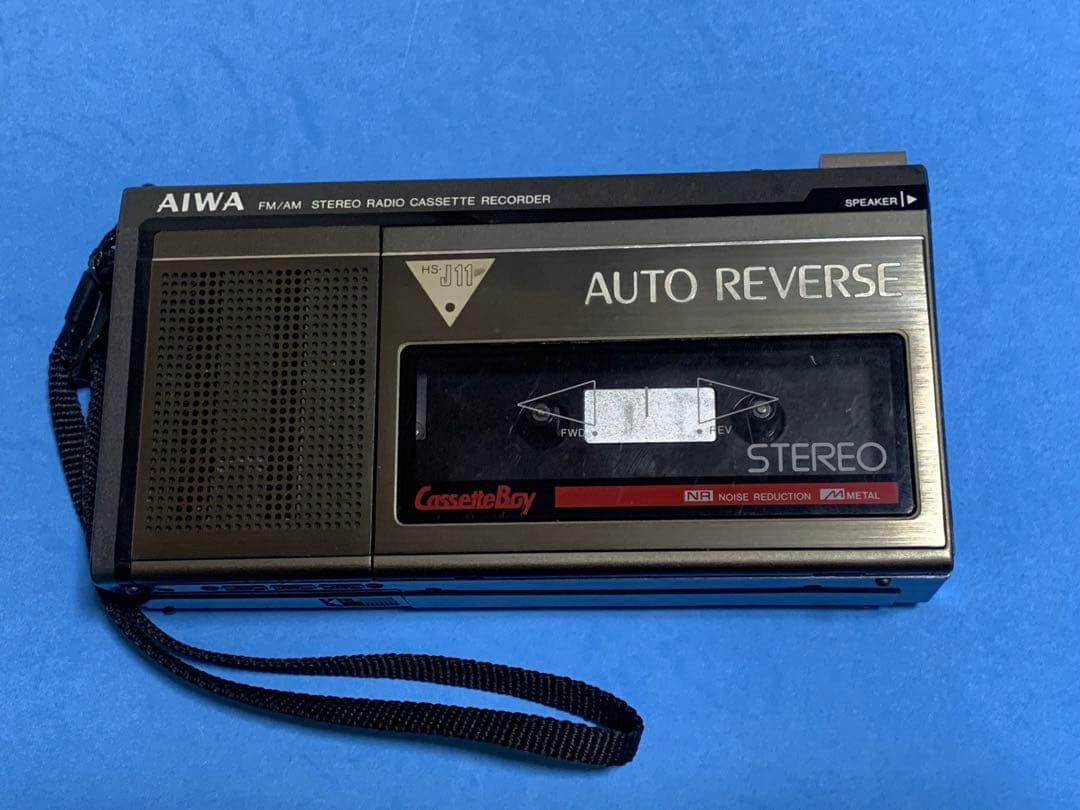 AIWA FM/AM STEREO RADIO CASSETTE RECORDER
SPEAKER
HS-J11
AUTO REVERSE
FWD REV
STEREO
CassetteBoy
NR NOISE REDUCTION M METAL